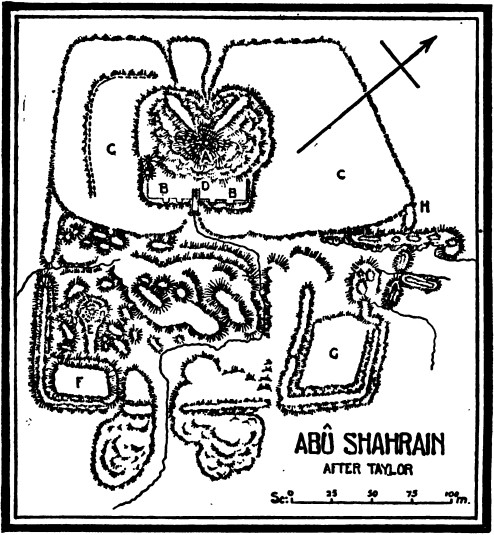 C
C
A
B
D
B
H
E
F
G
ABÛ SHAHRAIN
AFTER TAYLOR
Sc: 0 25 50 75 100 m.